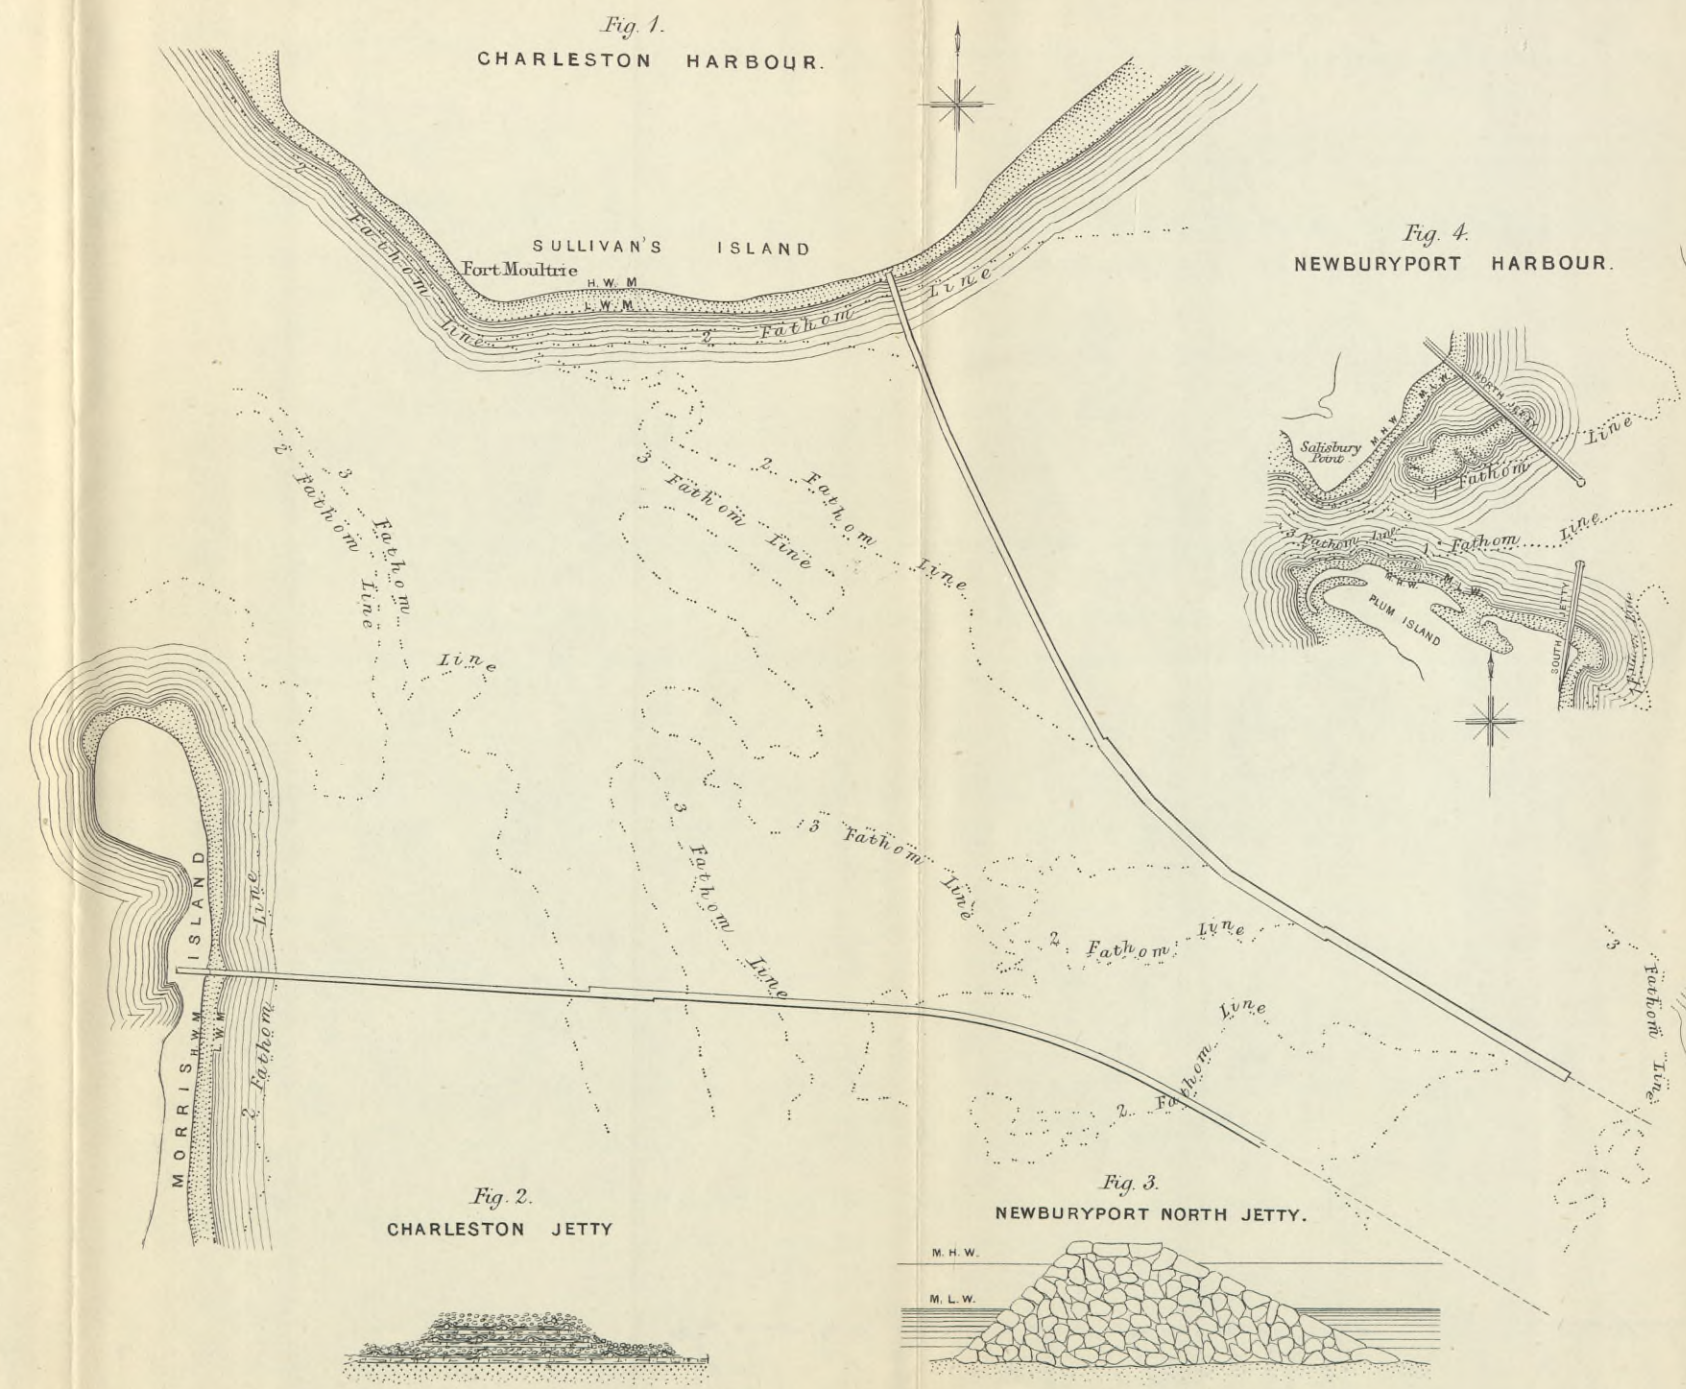 Fig. 1.
CHARLESTON HARBOUR.
SULLIVAN'S ISLAND
Fort Moultrie
H. W. M
L. W. M
2 Fathom Line
2 Fathom Line
2 Fathom Line
3 Fathom Line
2 Fathom Line
3 Fathom Line
3 Fathom Line
3 Fathom Line
2 Fathom Line
2 Fathom Line
3 Fathom Line
MORRIS ISLAND
H.W.M
L.W.M
2 Fathom Line
Fig. 4.
NEWBURYPORT HARBOUR.
NORTH JETTY
M.L.W.
M.H.W
Salisbury
Point
1 Fathom Line
3 Fathom Line
1 Fathom Line
M.H.W.
M.L.W.
PLUM ISLAND
SOUTH JETTY
Fig. 2.
CHARLESTON JETTY
Fig. 3.
NEWBURYPORT NORTH JETTY.
M. H. W.
M. L. W.